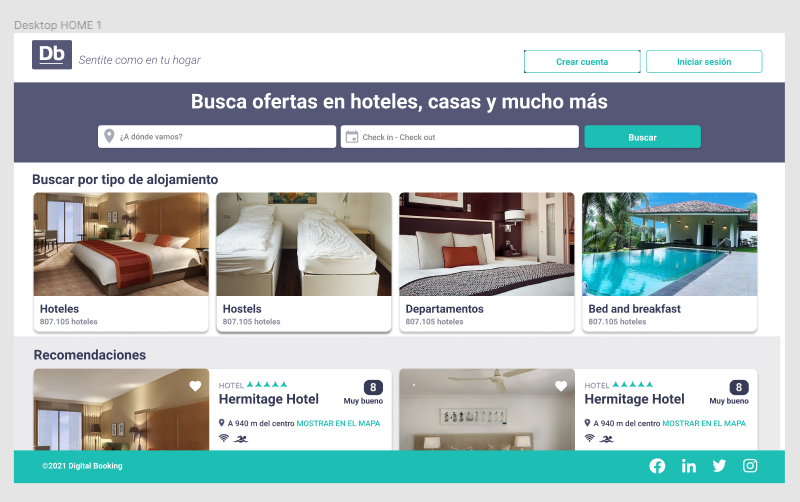 Desktop HOME 1
Db
Sentite como en tu hogar
Crear cuenta
Iniciar sesión
Busca ofertas en hoteles, casas y mucho más
¿A dónde vamos?
Check in - Check out
Buscar
Buscar por tipo de alojamiento
Hoteles
807.105 hoteles
Hostels
807.105 hoteles
Departamentos
807.105 hoteles
Bed and breakfast
807.105 hoteles
Recomendaciones
HOTEL
8
Hermitage Hotel
Muy bueno
A 940 m del centro MOSTRAR EN EL MAPA
HOTEL
8
Hermitage Hotel
Muy bueno
A 940 m del centro MOSTRAR EN EL MAPA
©2021 Digital Booking